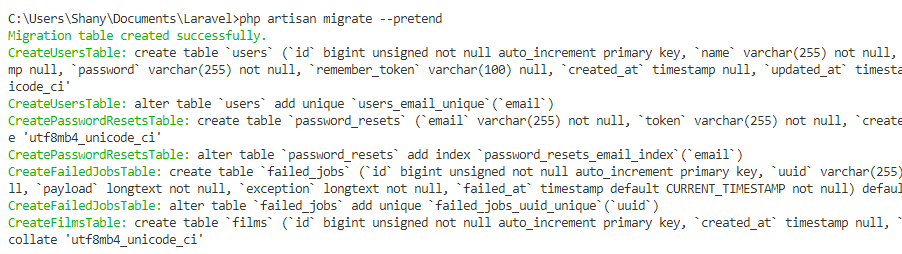 C:\Users\Shany\Documents\Laravel>php artisan migrate --pretend
Migration table created successfully.
CreateUsersTable: create table `users` (`id` bigint unsigned not null auto_increment primary key, `name` varchar(255) not null,
mp null, `password` varchar(255) not null, `remember_token` varchar(100) null, `created_at` timestamp null, `updated_at` timesta
icode_ci'
CreateUsersTable: alter table `users` add unique `users_email_unique`(`email`)
CreatePasswordResetsTable: create table `password_resets` (`email` varchar(255) not null, `token` varchar(255) not null, `create
e 'utf8mb4_unicode_ci'
CreatePasswordResetsTable: alter table `password_resets` add index `password_resets_email_index`(`email`)
CreateFailedJobsTable: create table `failed_jobs` (`id` bigint unsigned not null auto_increment primary key, `uuid` varchar(255)
ll, `payload` longtext not null, `exception` longtext not null, `failed_at` timestamp default CURRENT_TIMESTAMP not null) defaul
CreateFailedJobsTable: alter table `failed_jobs` add unique `failed_jobs_uuid_unique`(`uuid`)
CreateFilmsTable: create table `films` (`id` bigint unsigned not null auto_increment primary key, `created_at` timestamp null, `
collate 'utf8mb4_unicode_ci'